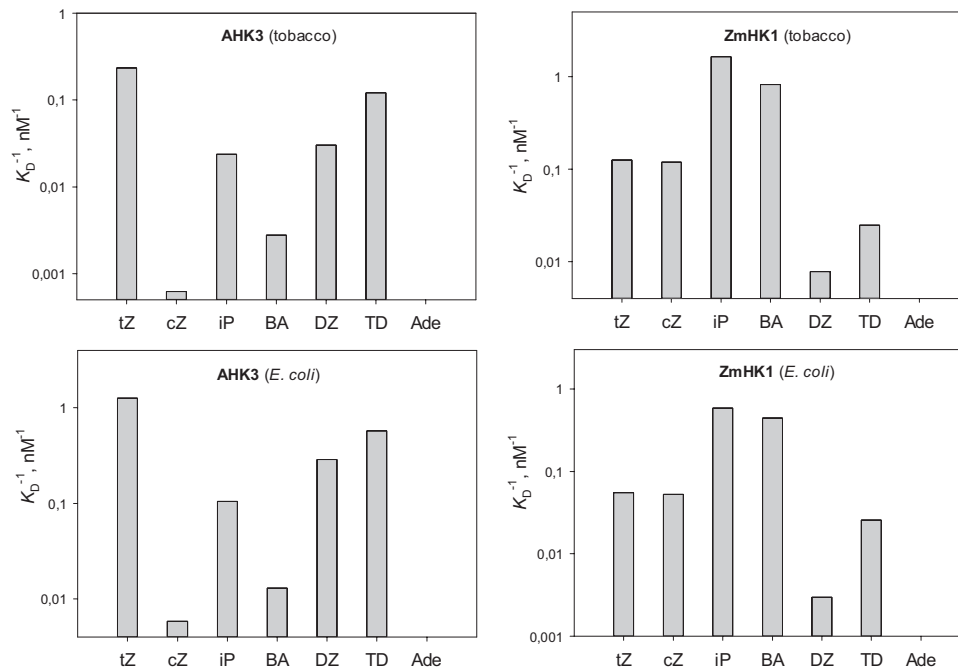 AHK3 (tobacco)
K_D^-1, nM^-1
1
0,1
0,01
0,001
tZ cZ iP BA DZ TD Ade
ZmHK1 (tobacco)
K_D^-1, nM^-1
1
0,1
0,01
tZ cZ iP BA DZ TD Ade
AHK3 (E. coli)
K_D^-1, nM^-1
1
0,1
0,01
tZ cZ iP BA DZ TD Ade
ZmHK1 (E. coli)
K_D^-1, nM^-1
1
0,1
0,01
0,001
tZ cZ iP BA DZ TD Ade